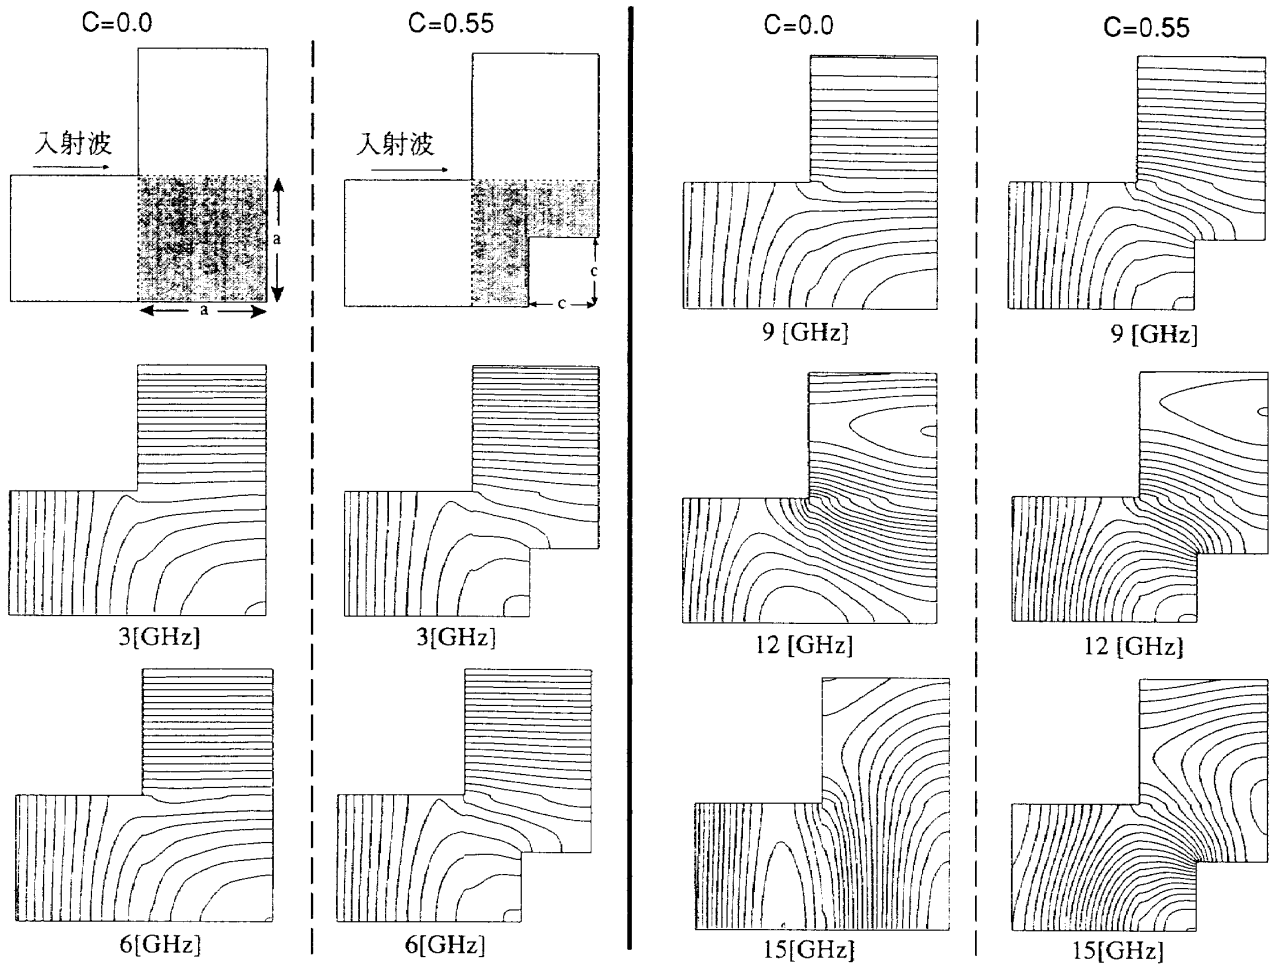 C=0.0
C=0.55
C=0.0
C=0.55
入射波
入射波
a
a
c
c
9 [GHz]
9 [GHz]
3[GHz]
3[GHz]
12 [GHz]
12 [GHz]
6[GHz]
6[GHz]
15[GHz]
15[GHz]